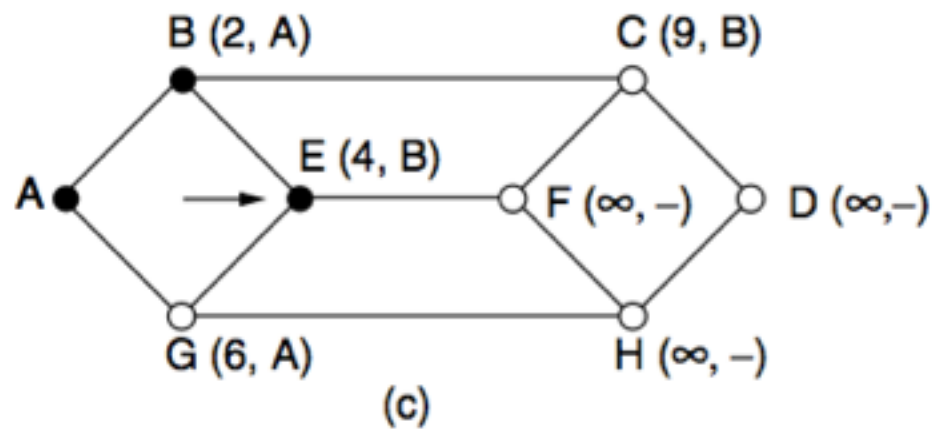 B (2, A)
C (9, B)
E (4, B)
A
F (∞, −)
D (∞,−)
G (6, A)
H (∞, −)
(c)